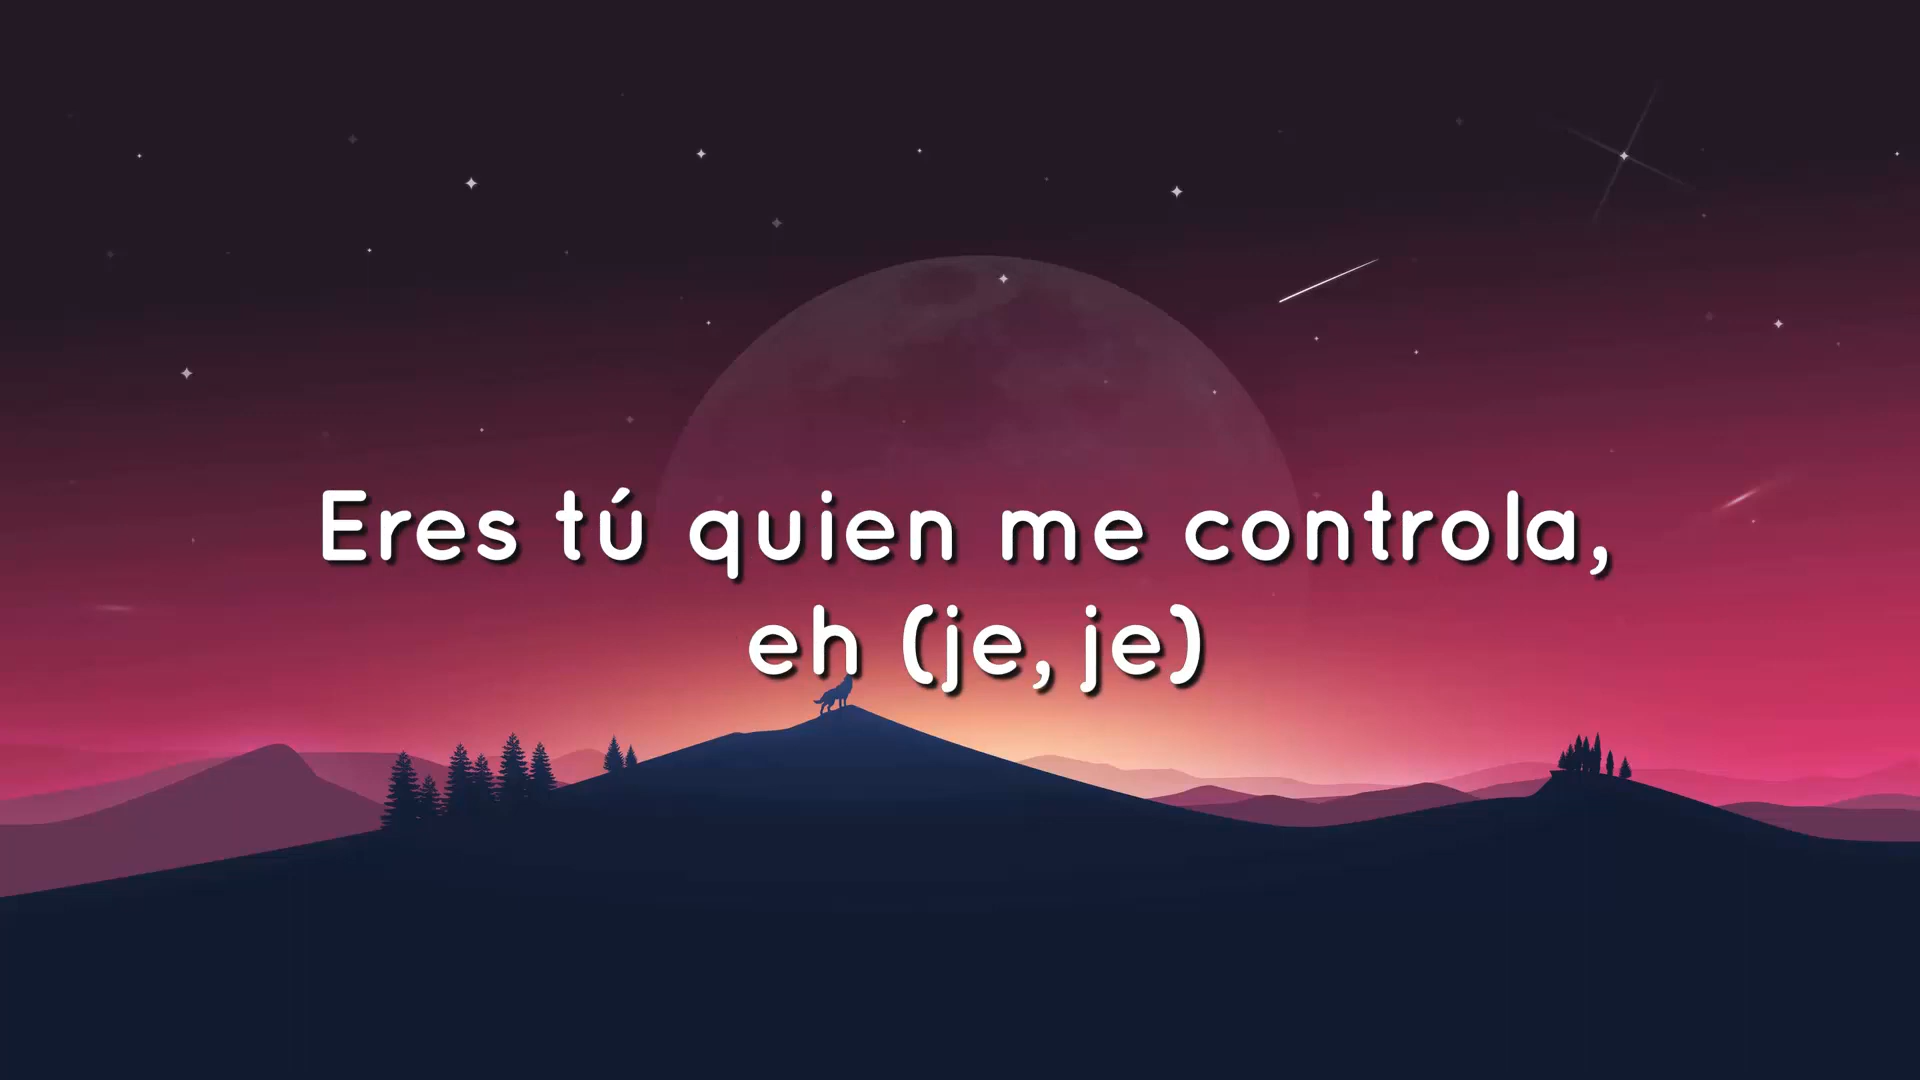 Eres tú quien me controla,
eh (je, je)